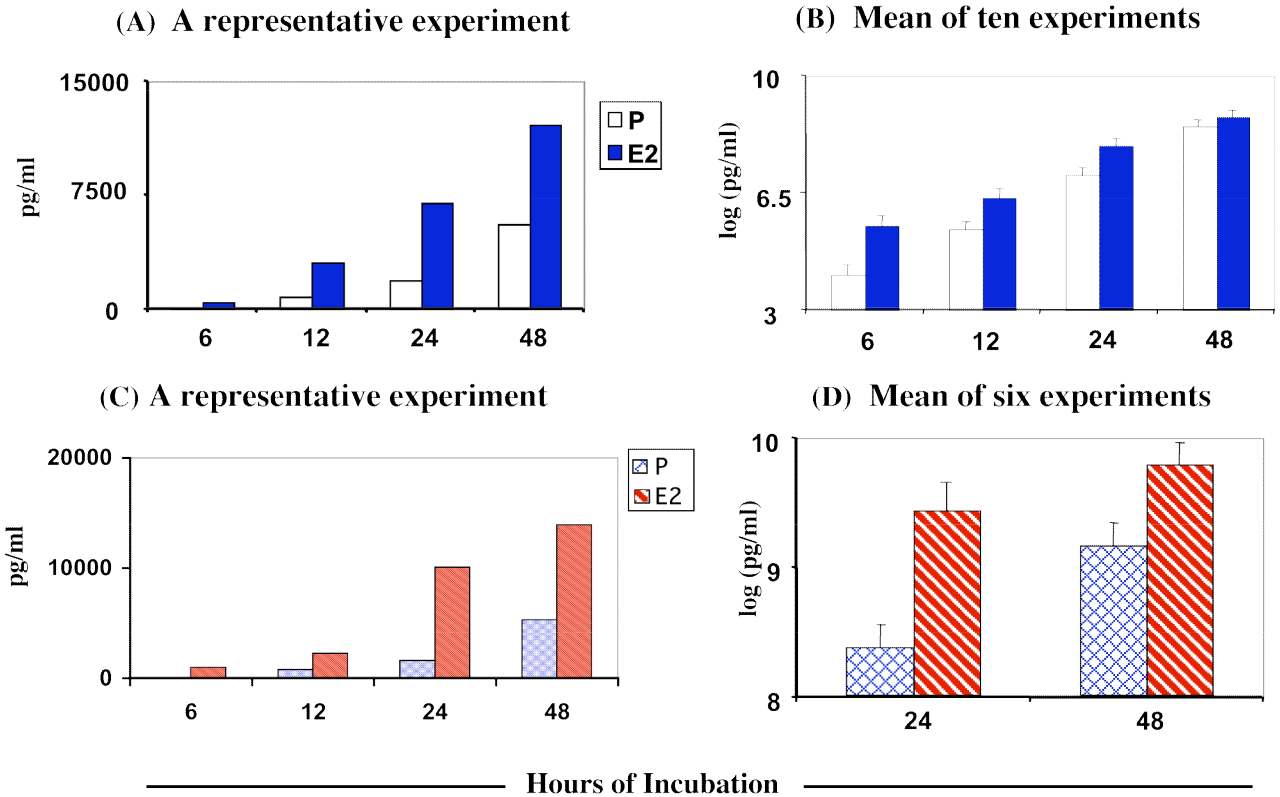 (A) A representative experiment
15000
7500
0
pg/ml
P
E2
6 12 24 48
(B) Mean of ten experiments
10
6.5
3
log (pg/ml)
6 12 24 48
(C) A representative experiment
20000
10000
0
pg/ml
P
E2
6 12 24 48
(D) Mean of six experiments
10
9
8
log (pg/ml)
24 48
Hours of Incubation